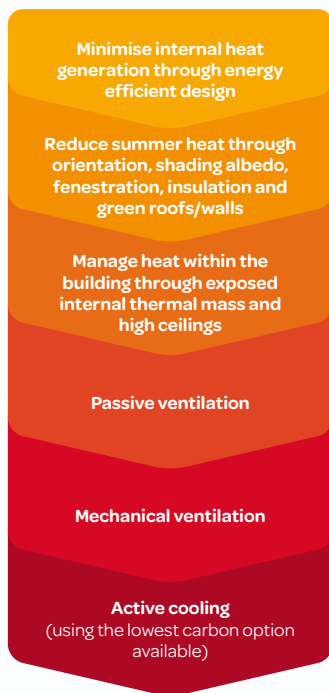 Minimise internal heat
generation through energy
efficient design
Reduce summer heat through
orientation, shading albedo,
fenestration, insulation and
green roofs/walls
Manage heat within the
building through exposed
internal thermal mass and
high ceilings
Passive ventilation
Mechanical ventilation
Active cooling
(using the lowest carbon option
available)